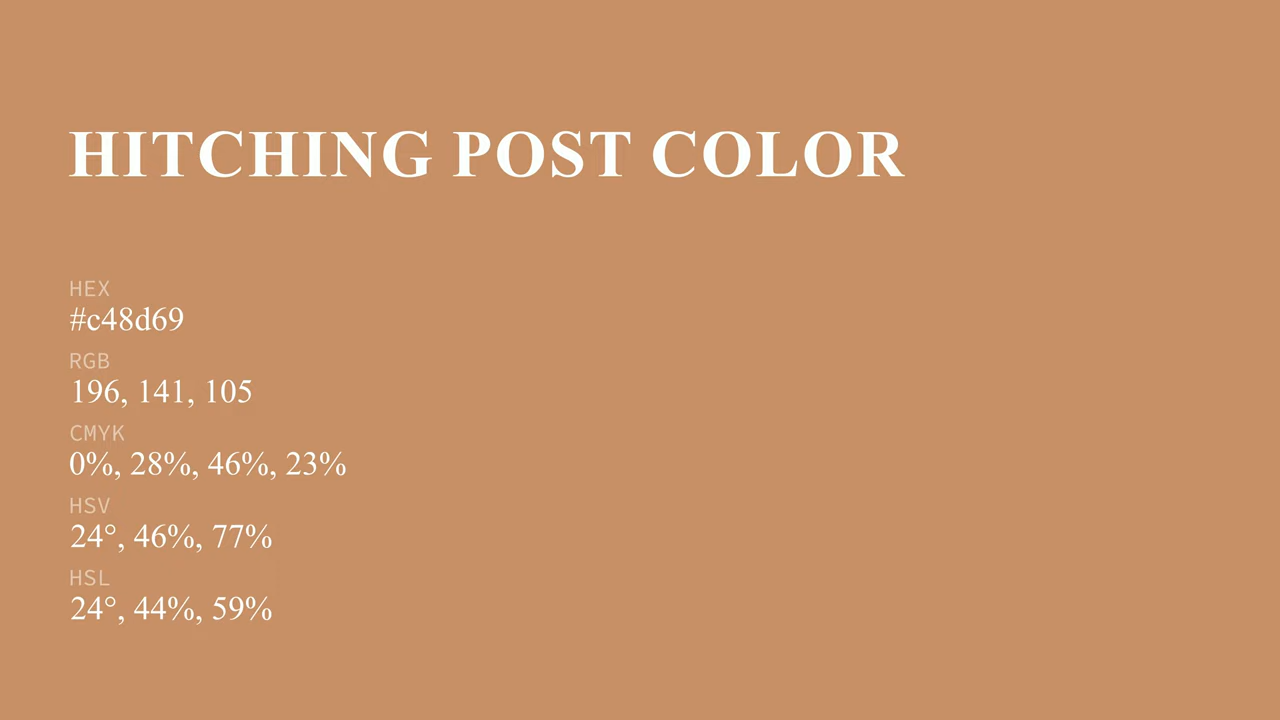 HITCHING POST COLOR
HEX
#c48d69
RGB
196, 141, 105
CMYK
0%, 28%, 46%, 23%
HSV
24°, 46%, 77%
HSL
24°, 44%, 59%